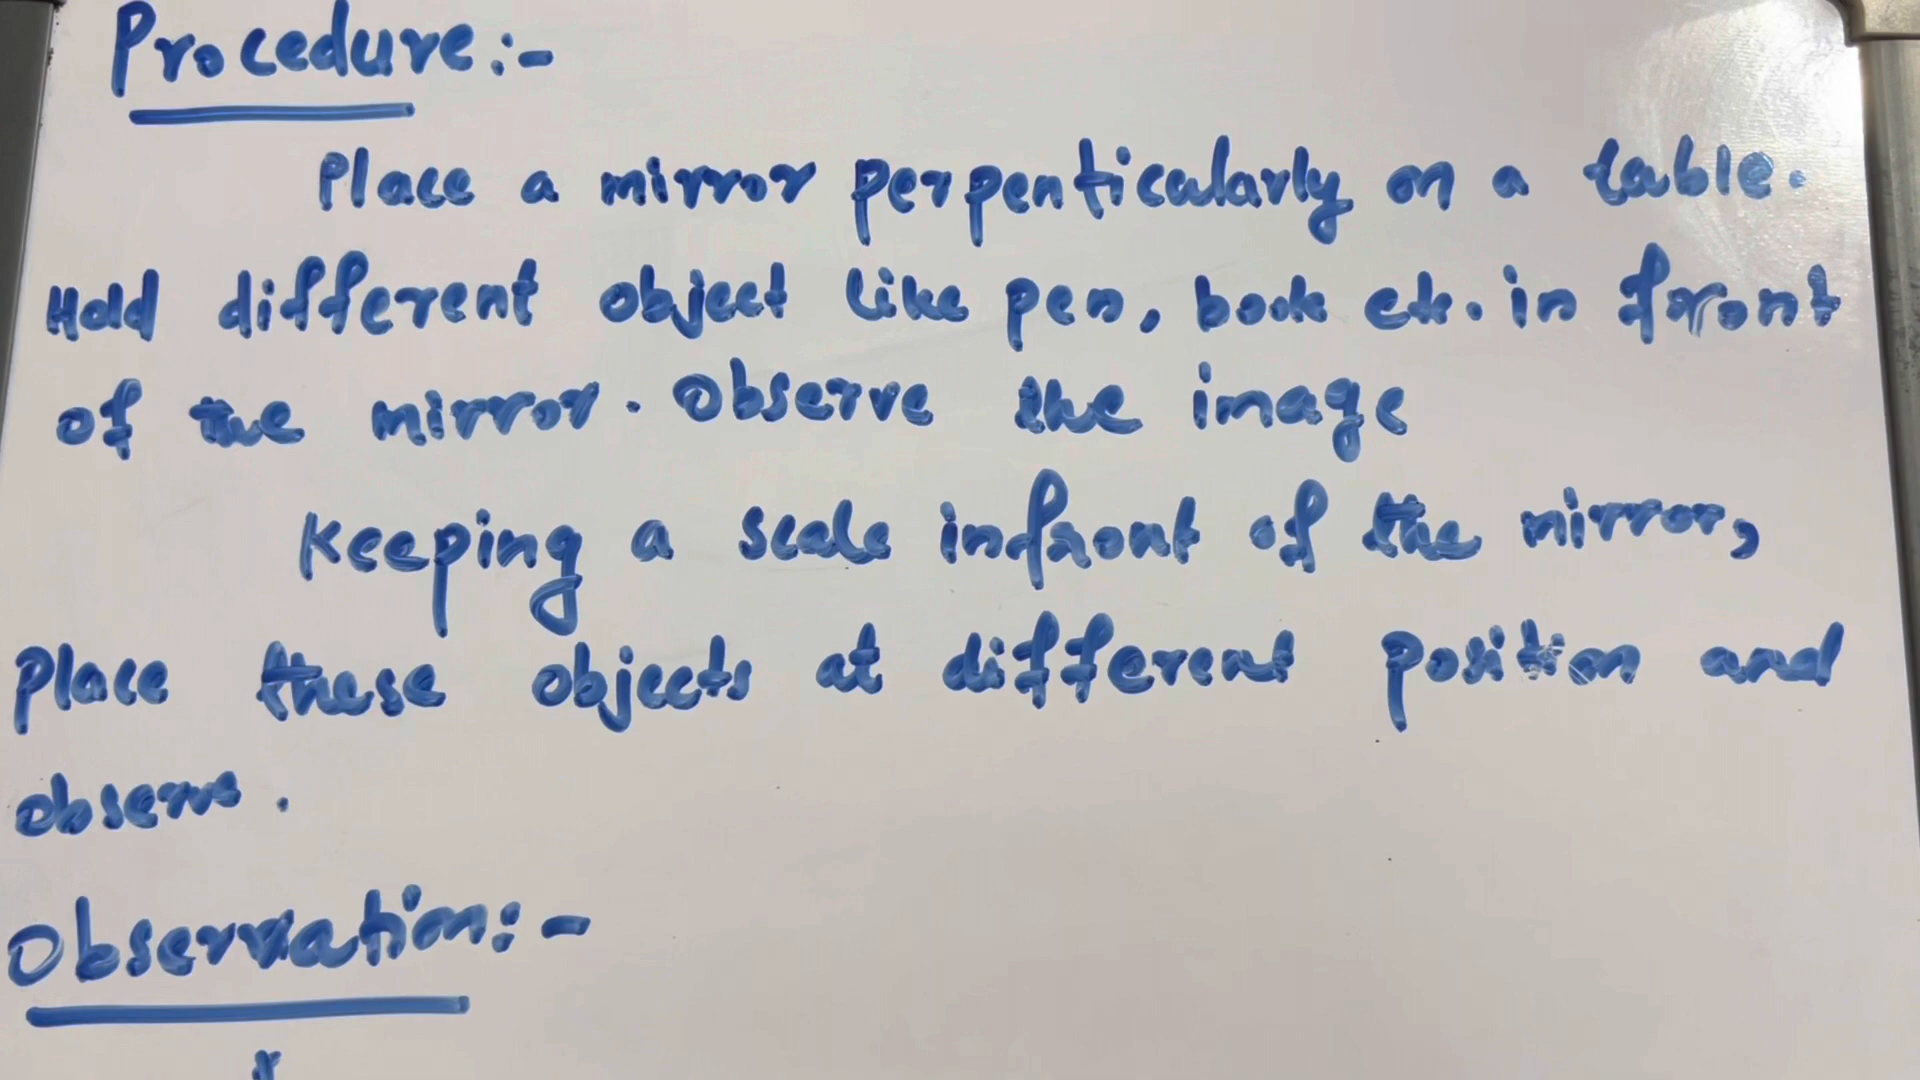 Procedure:-
Place a mirror perpenticularly on a table.
Hold different object like pen, book etc. in front
of the mirror. Observe the image
Keeping a scale infront of the mirror,
Place these objects at different position and
observe.
Observation:-